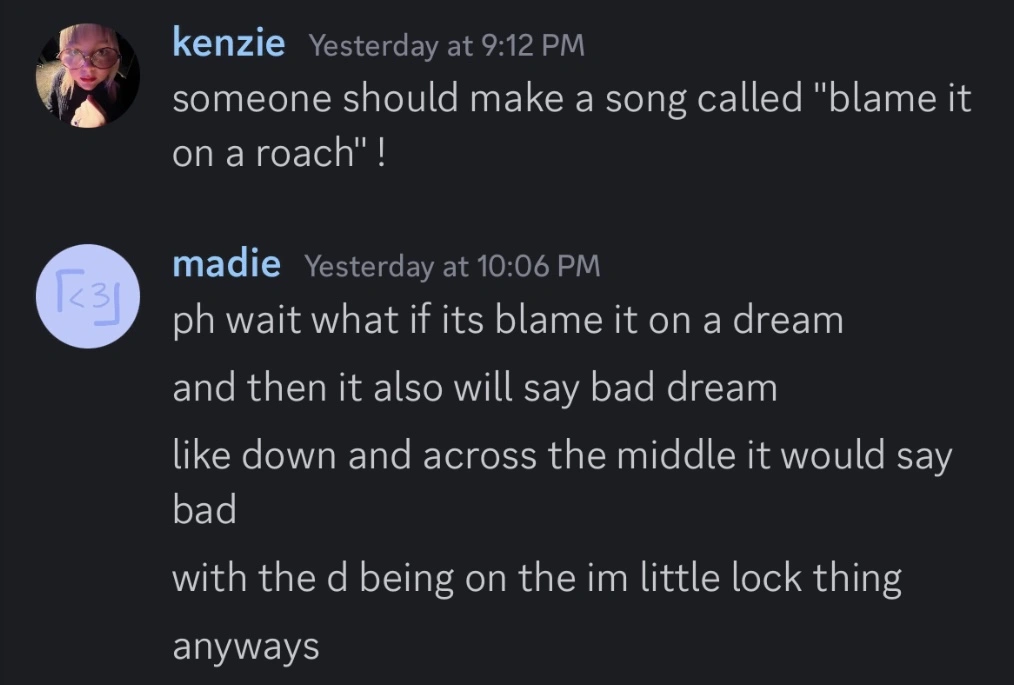 kenzie Yesterday at 9:12 PM
someone should make a song called "blame it
on a roach" !
madie Yesterday at 10:06 PM
<3
ph wait what if its blame it on a dream
and then it also will say bad dream
like down and across the middle it would say
bad
with the d being on the im little lock thing
anyways